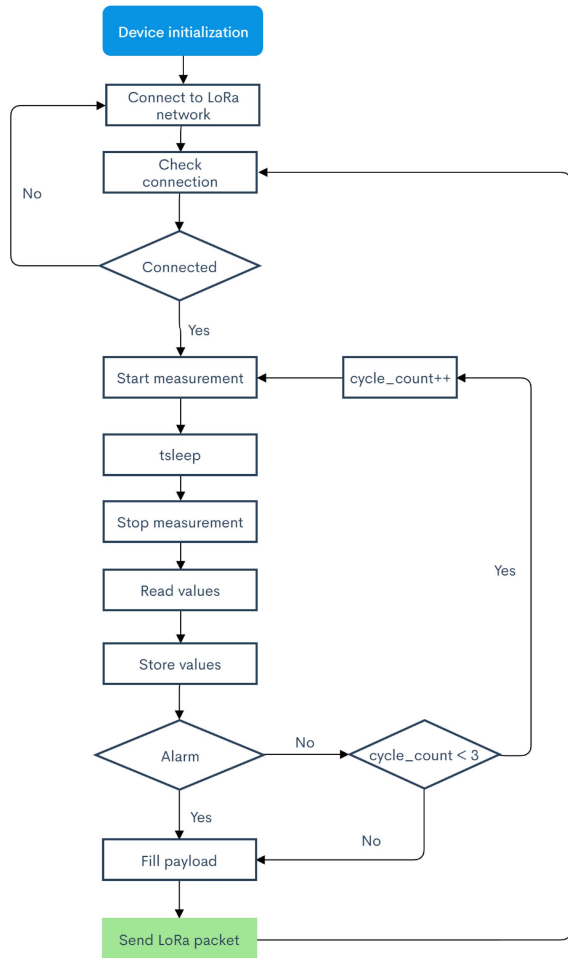 Device initialization
Connect to LoRa
network
Check
connection
No
Connected
Yes
Start measurement
cycle_count++
tsleep
Stop measurement
Yes
Read values
Store values
No
Alarm
cycle_count < 3
Yes
No
Fill payload
Send LoRa packet